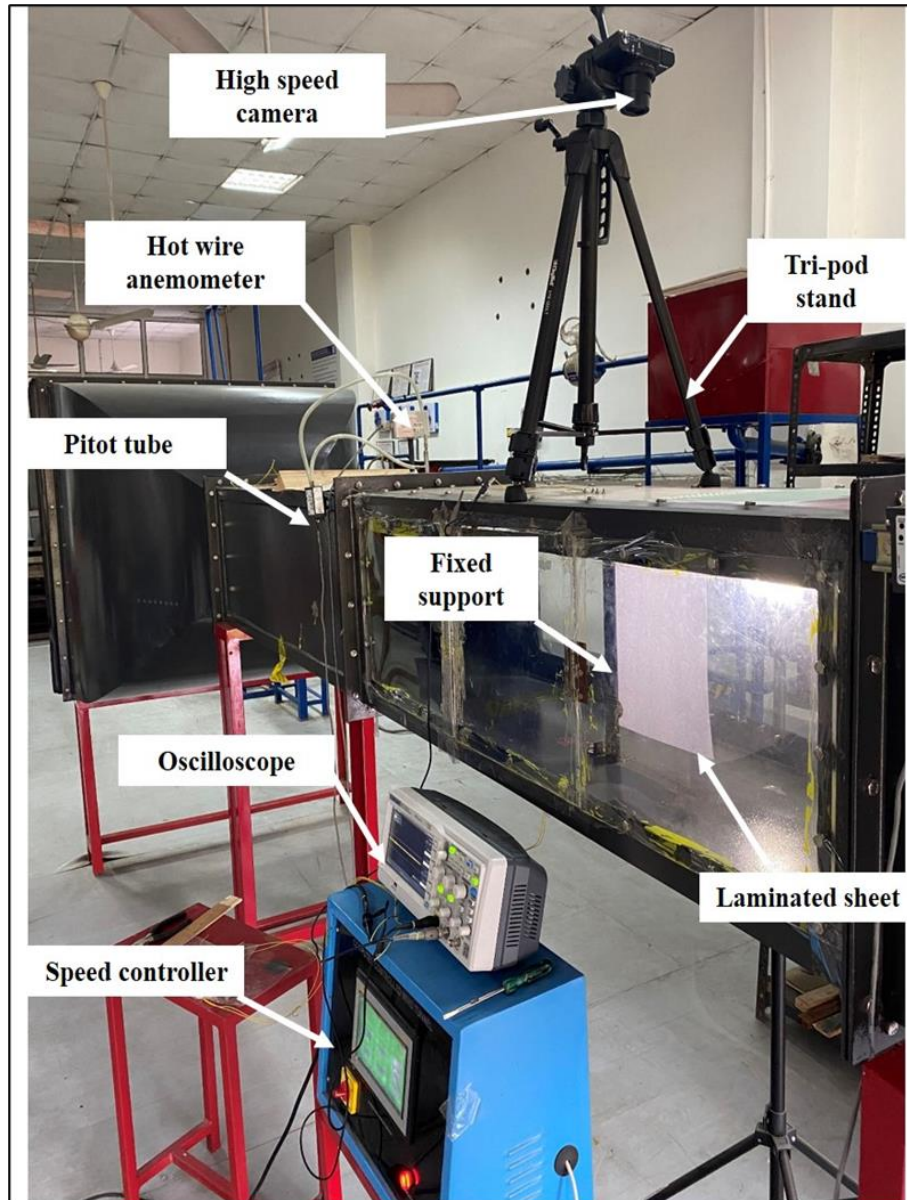 High speed
camera
Hot wire
anemometer
Tri-pod
stand
Pitot tube
Fixed
support
Oscilloscope
Laminated sheet
Speed controller